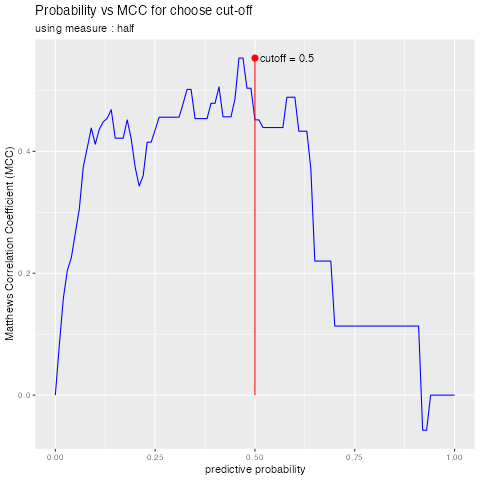 Probability vs MCC for choose cut-off
using measure : half
cutoff = 0.5
Matthews Correlation Coefficient (MCC)
0.4
0.2
0.0
0.00 0.25 0.50 0.75 1.00
predictive probability